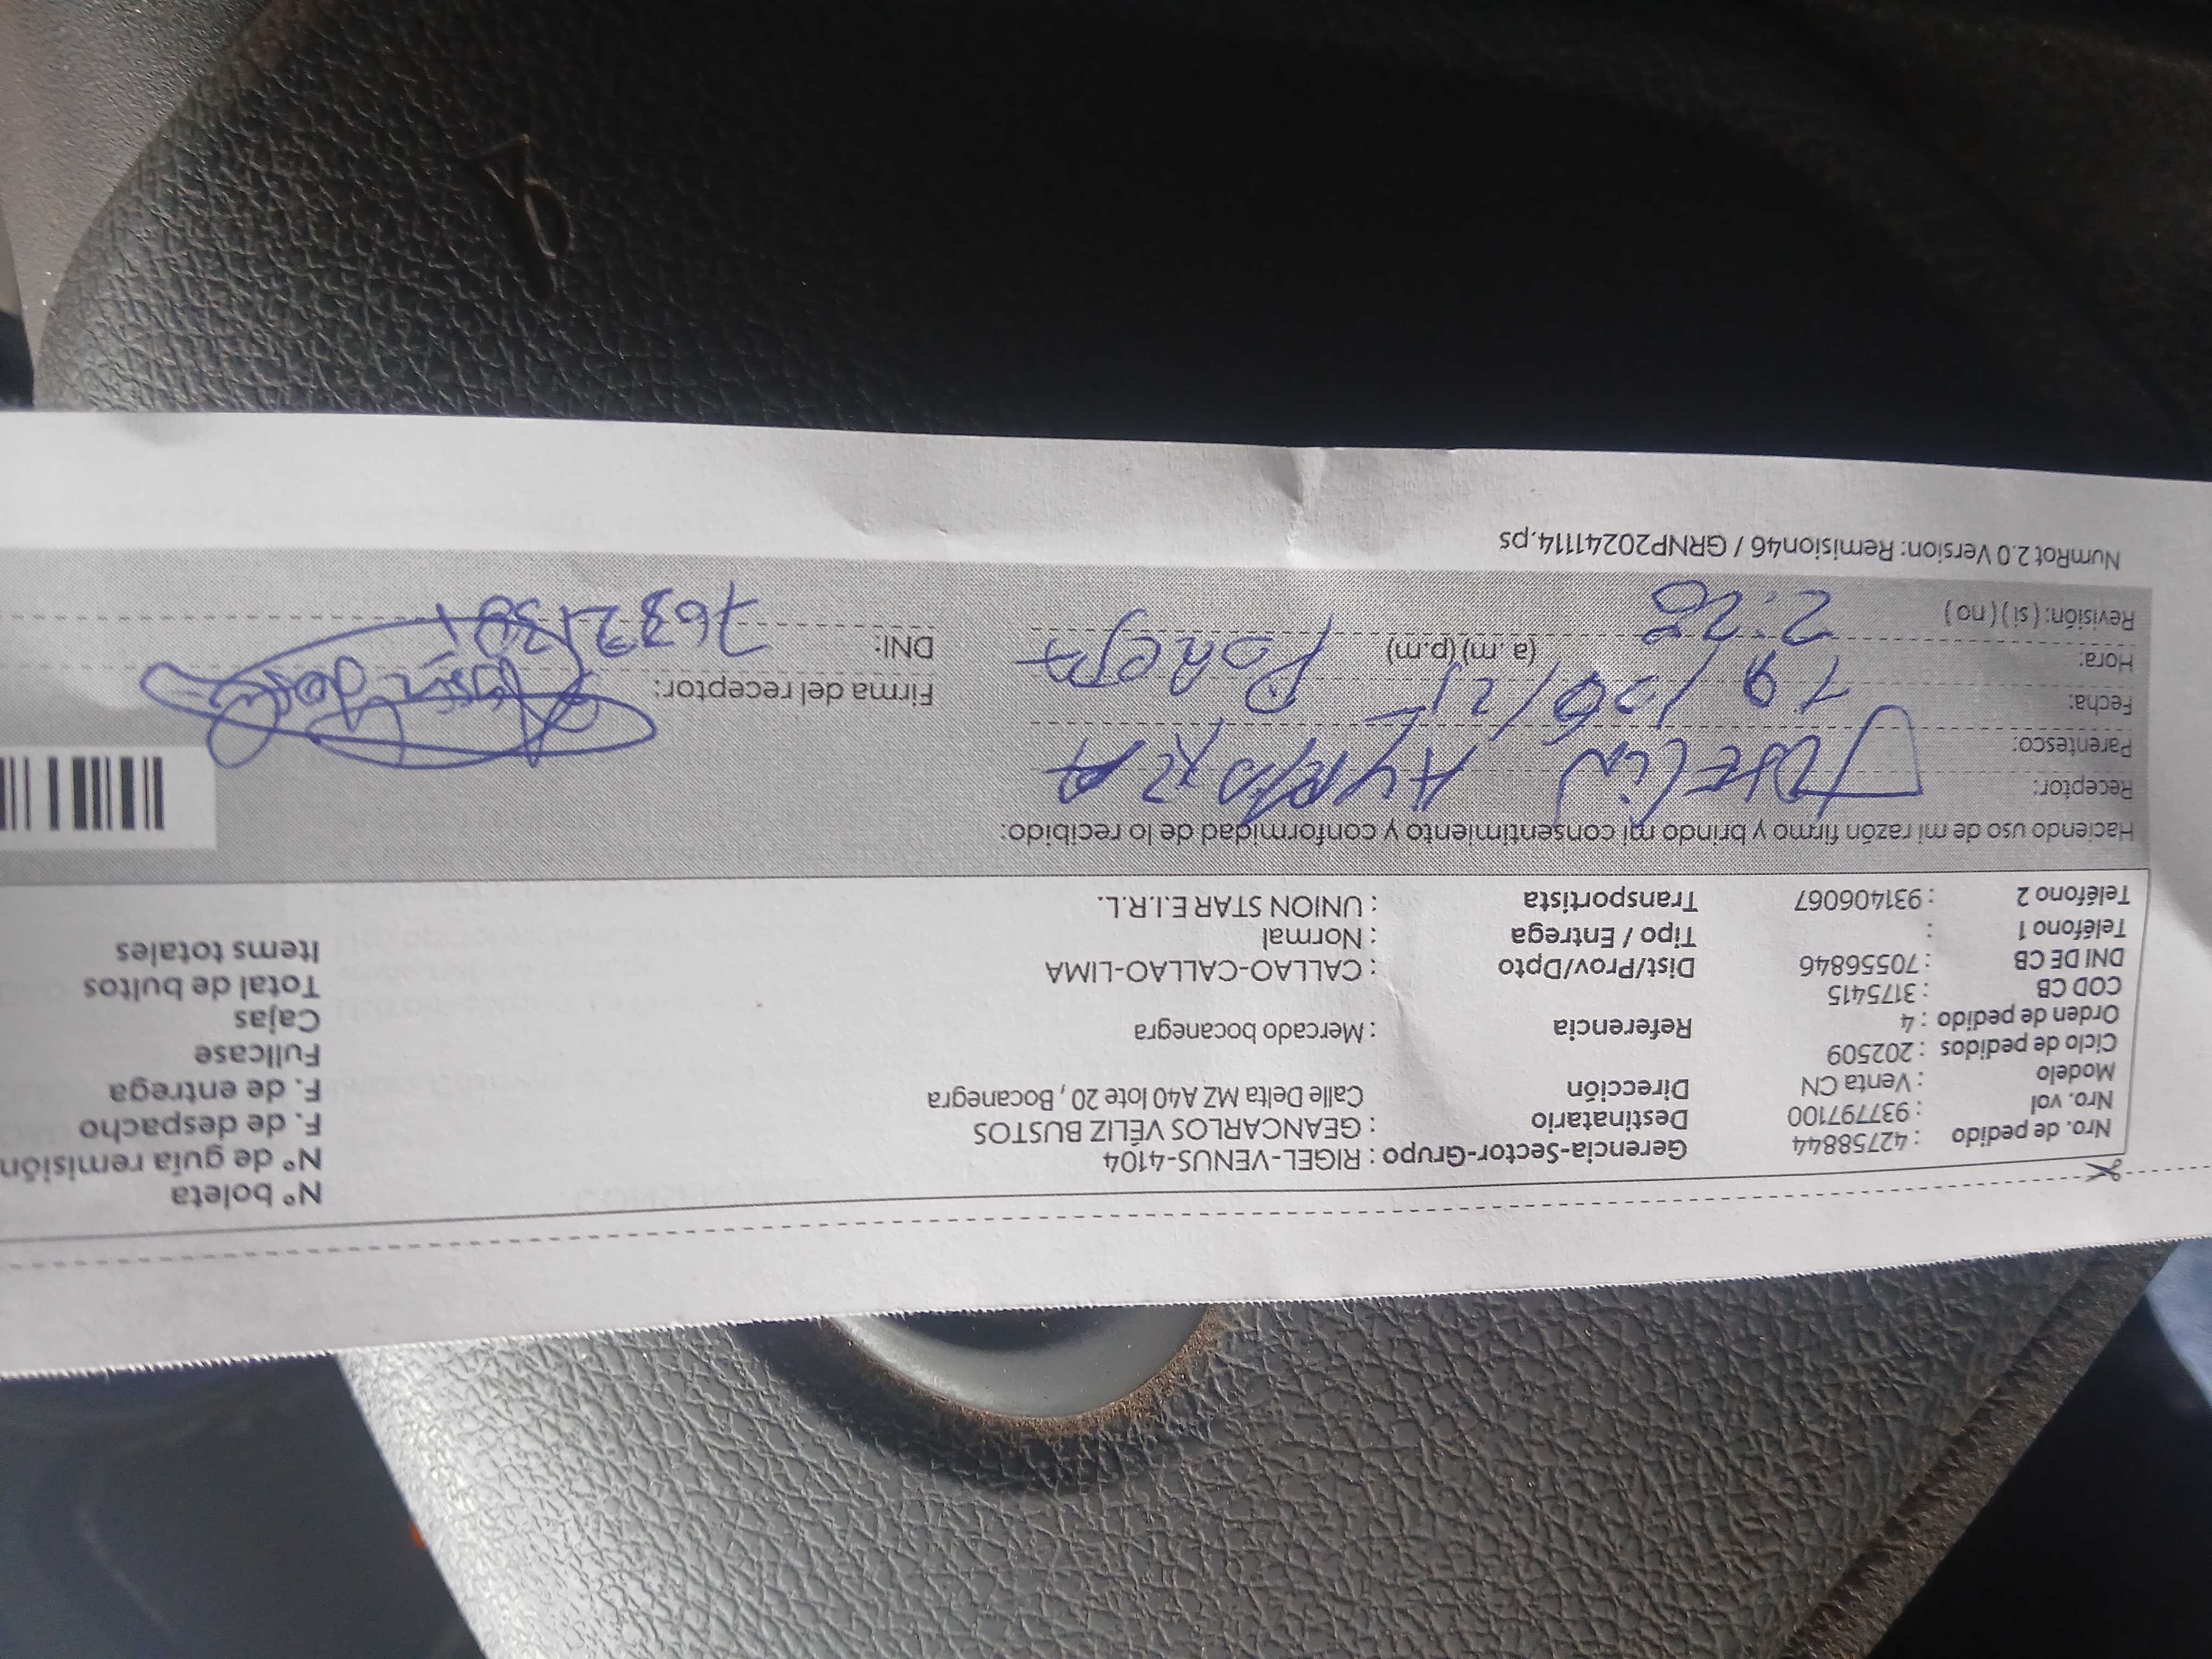 Nro. de pedido : 42758844 Gerencia-Sector-Grupo : RIGEL-VENUS-4104 N° boleta
Nro. vol : 937797100 Destinatario : GEANCARLOS VÉLIZ BUSTOS N° de guía remisión
Modelo : Venta CN Dirección Calle Delta MZ A40 lote 20 , Bocanegra F. de despacho
Ciclo de pedidos : 202509 F. de entrega
Orden de pedido : 4 Referencia : Mercado bocanegra Fullcase
COD CB : 3175415 Cajas
DNI DE CB : 70556846 Dist/Prov/Dpto : CALLAO-CALLAO-LIMA Total de bultos
Teléfono 1 : Tipo / Entrega : Normal Items totales
Teléfono 2 : 931406067 Transportista : UNION STAR E.I.R.L.
Haciendo uso de mi razón firmo y brindo mi consentimiento y conformidad de lo recibido:
Receptor:
Parentesco:
Fecha: Firma del receptor:
Hora: (a. m) (p.m) DNI:
Revisión: ( si ) ( no )
NumRot 2.0 Version: Remision46 / GRNP20241114.ps